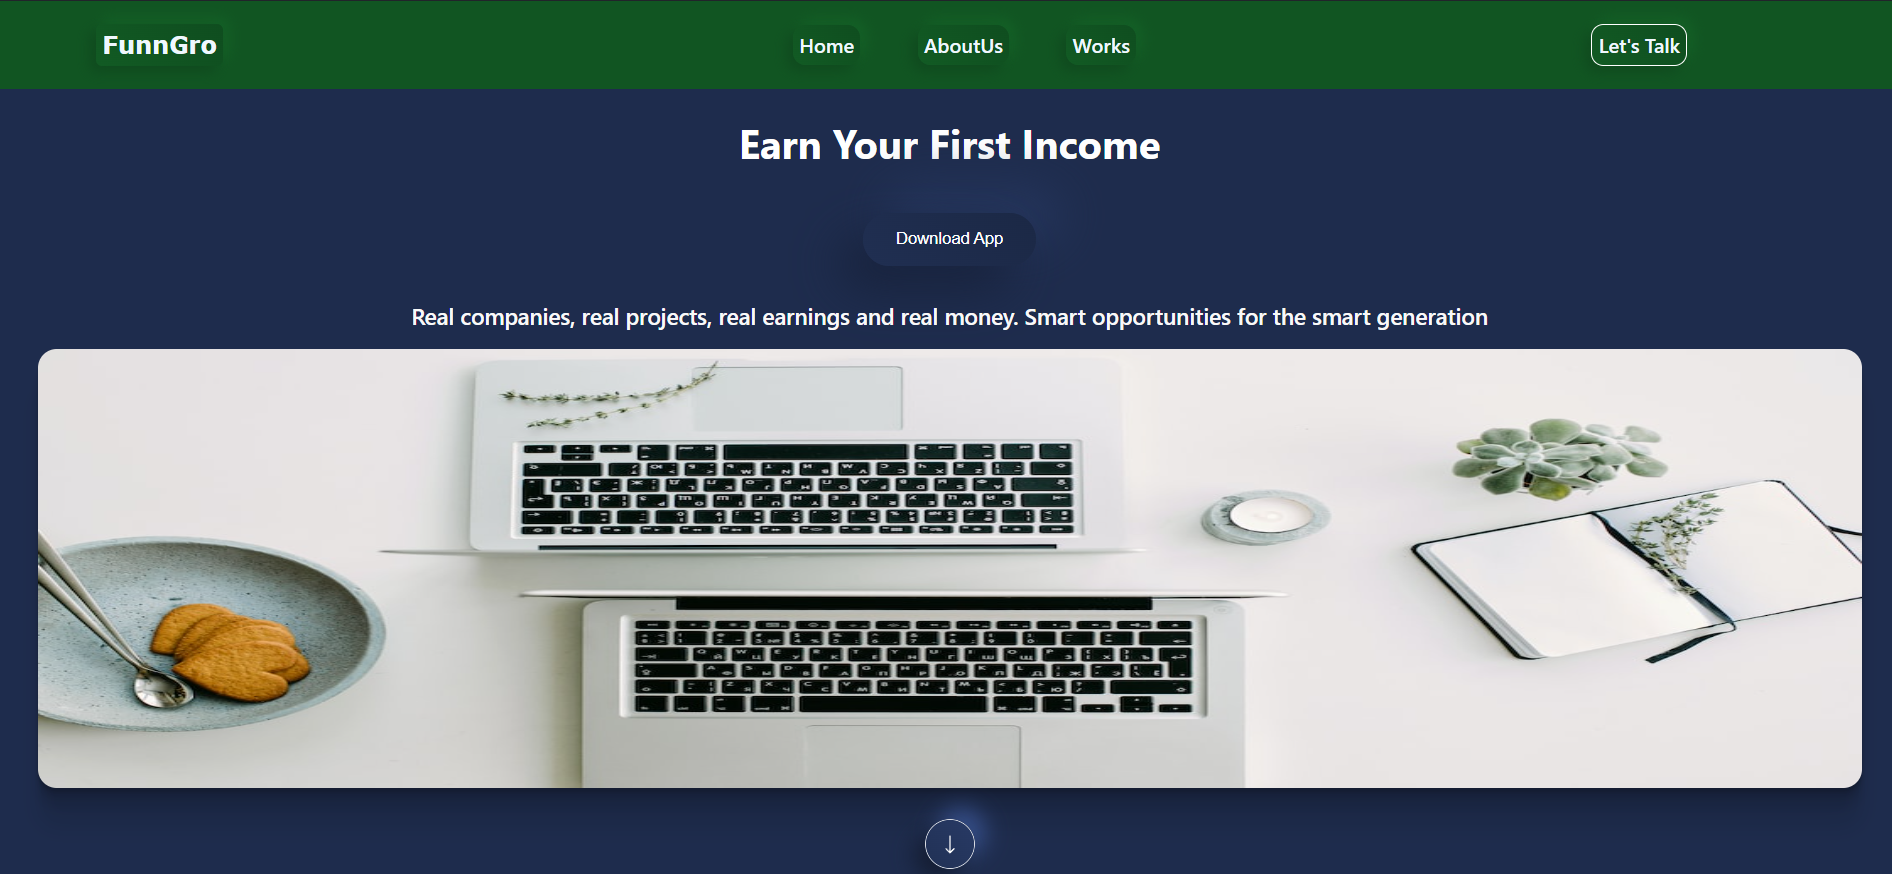 FunnGro
Home AboutUs Works
Let's Talk
Earn Your First Income
Download App
Real companies, real projects, real earnings and real money. Smart opportunities for the smart generation